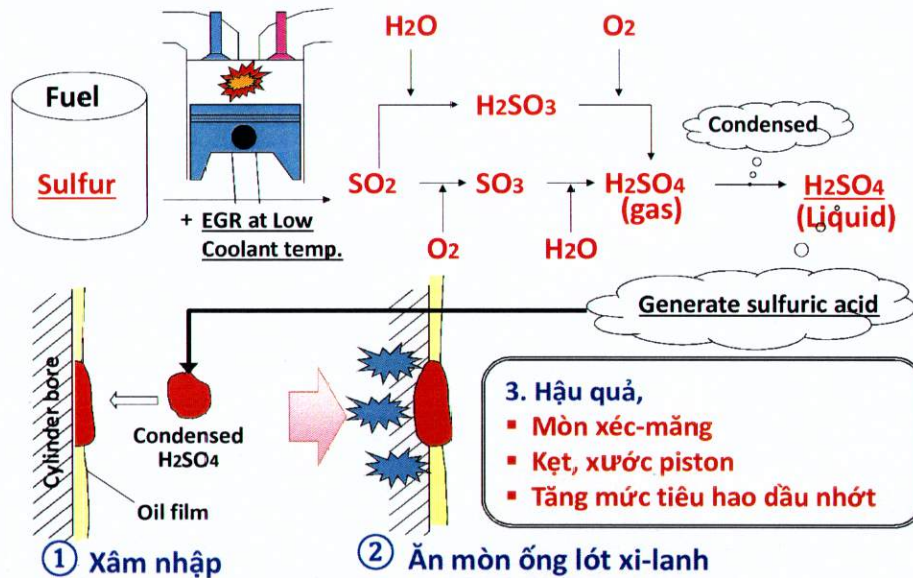 Fuel
Sulfur
+ EGR at Low
Coolant temp.
H2O
O2
H2SO3
SO2
SO3
H2SO4
(gas)
Condensed
H2SO4
(Liquid)
O2
H2O
Generate sulfuric acid
Cylinder bore
Condensed
H2SO4
Oil film
① Xâm nhập
② Ăn mòn ống lót xi-lanh
3. Hậu quả,
▪ Mòn xéc-măng
▪ Kẹt, xước piston
▪ Tăng mức tiêu hao dầu nhớt